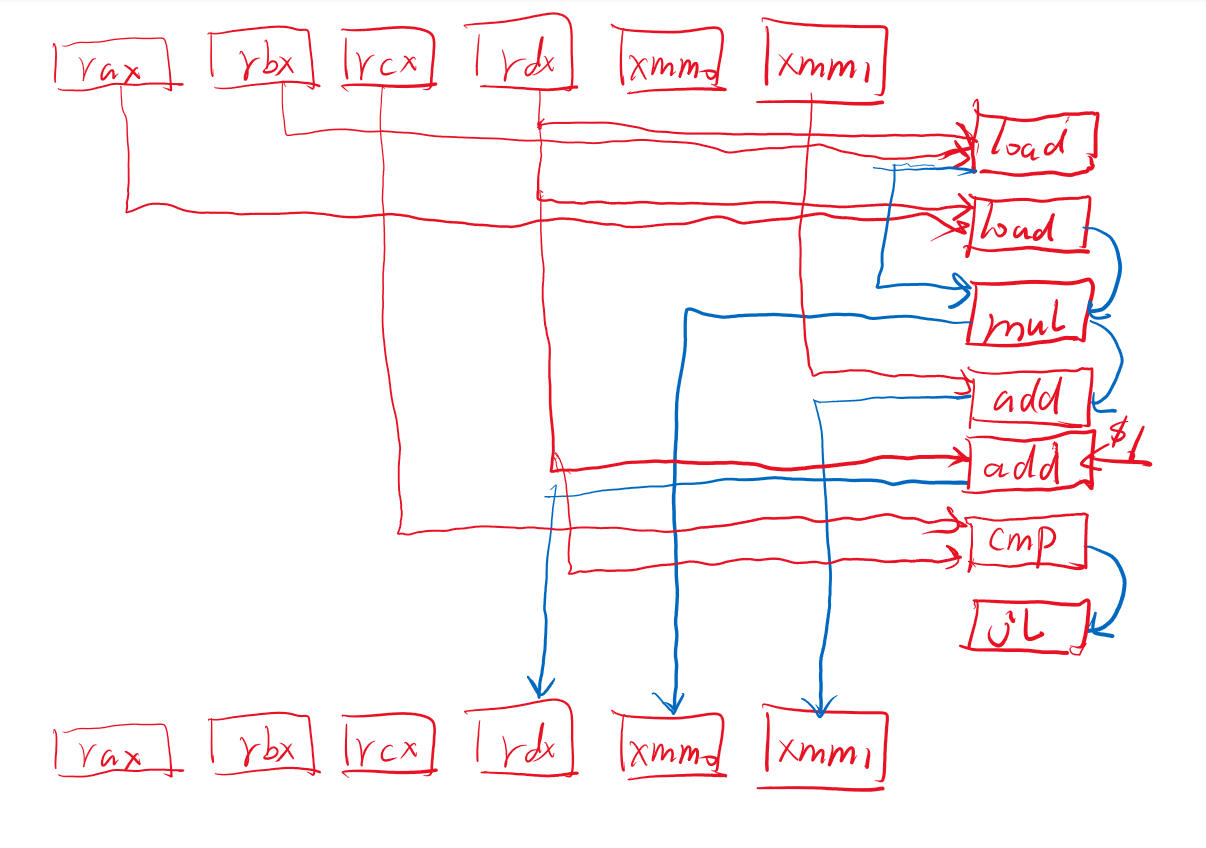 rax rbx rcx rdx xmm0 xmm1
load
load
mul
add
add $1
cmp
jL
rax rbx rcx rdx xmm0 xmm1